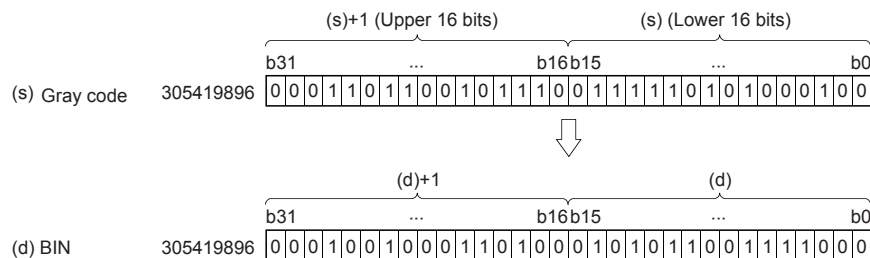 (s)+1 (Upper 16 bits) (s) (Lower 16 bits)
b31 ... b16 b15 ... b0
(s) Gray code 305419896 0 0 0 1 1 0 1 1 0 0 1 0 1 1 1 0 0 1 1 1 1 1 0 1 0 1 0 0 0 1 0 0
(d)+1 (d)
b31 ... b16 b15 ... b0
(d) BIN 305419896 0 0 0 1 0 0 1 0 0 0 1 1 0 1 0 0 0 1 0 1 0 1 1 0 0 1 1 1 1 0 0 0